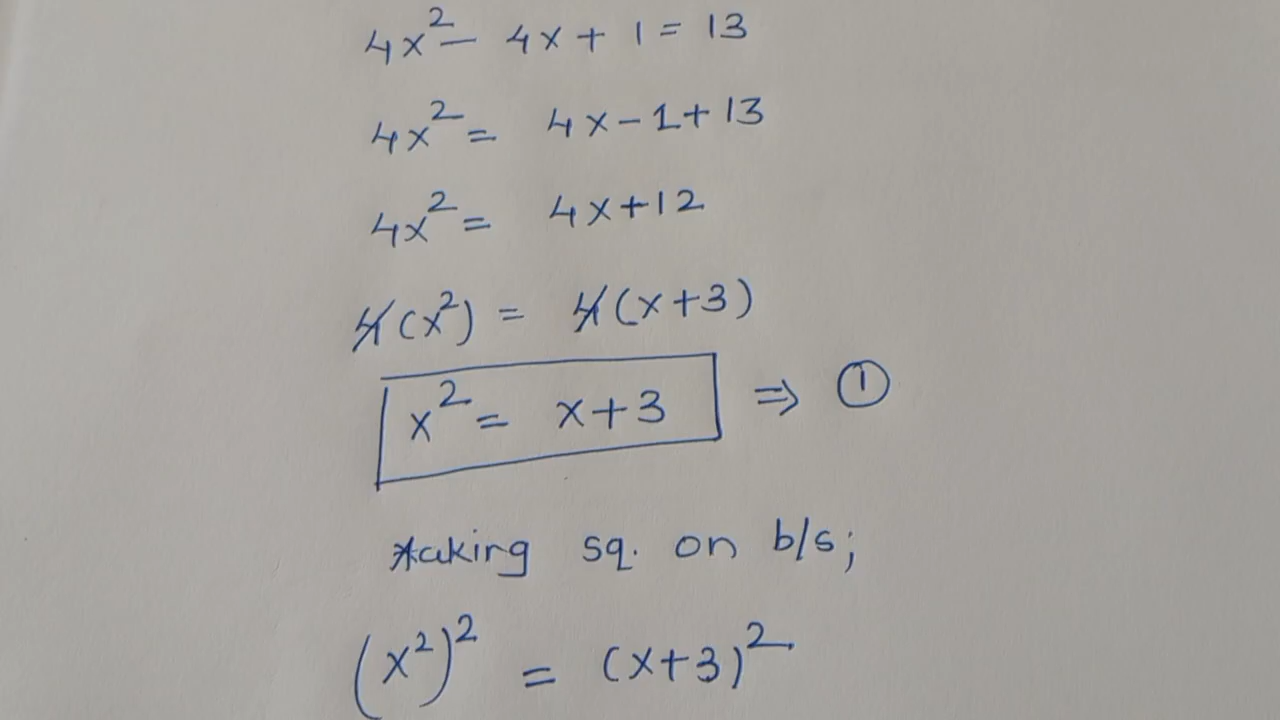 4x² - 4x + 1 = 13
4x² = 4x - 1 + 13
4x² = 4x + 12
4(x²) = 4(x+3)
x² = x+3 ⇒ ①
taking sq. on b/s;
(x²)² = (x+3)²